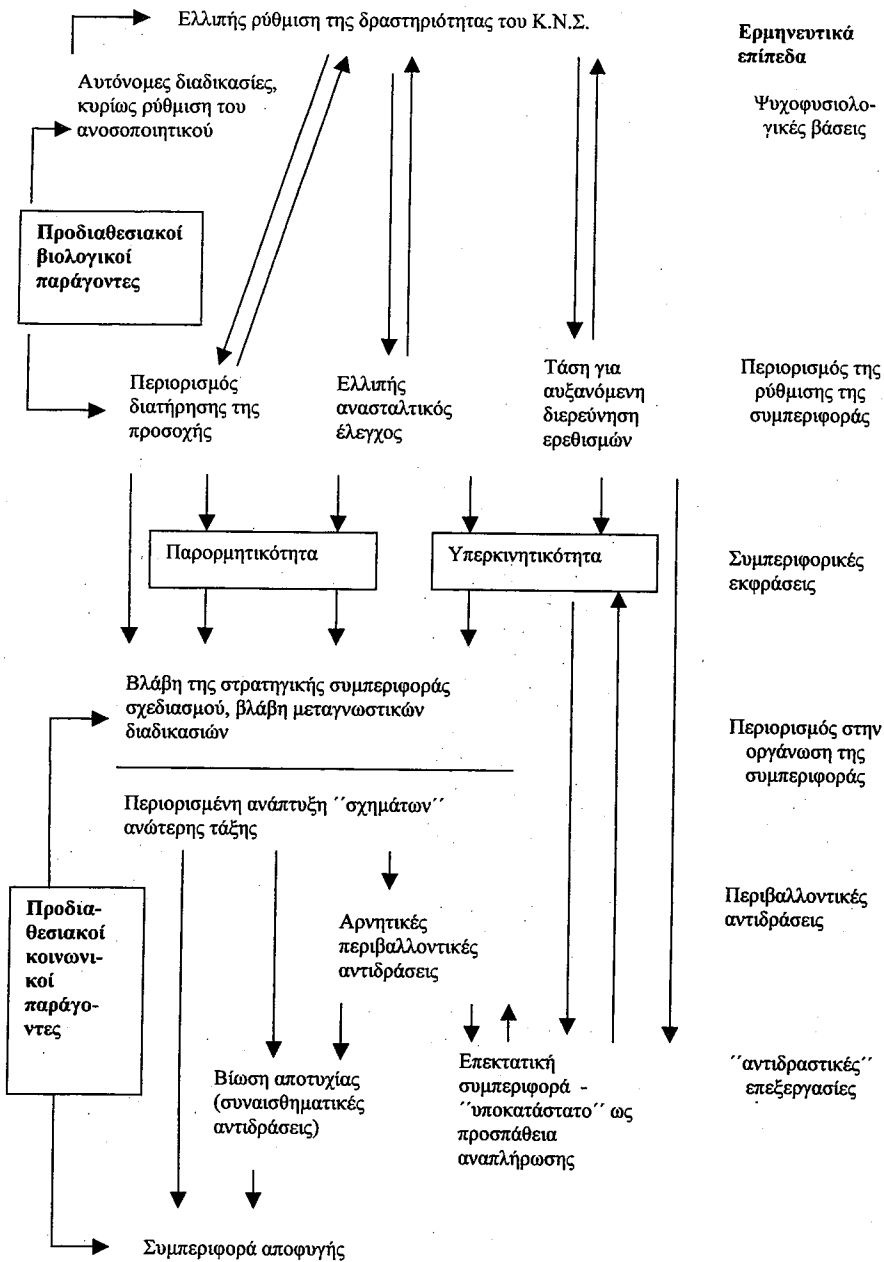 Ελλιπής ρύθμιση της δραστηριότητας του Κ.Ν.Σ.
Ερμηνευτικά
επίπεδα
Αυτόνομες διαδικασίες,
κυρίως ρύθμιση του
ανοσοποιητικού
Ψυχοφυσιολο-
γικές βάσεις
Προδιαθεσιακοί
βιολογικοί
παράγοντες
Περιορισμός
διατήρησης της
προσοχής
Ελλιπής
ανασταλτικός
έλεγχος
Τάση για
αυξανόμενη
διερεύνηση
ερεθισμών
Περιορισμός της
ρύθμισης της
συμπεριφοράς
Παρορμητικότητα
Υπερκινητικότητα
Συμπεριφορικές
εκφράσεις
Βλάβη της στρατηγικής συμπεριφοράς
σχεδιασμού, βλάβη μεταγνωστικών
διαδικασιών
Περιορισμός στην
οργάνωση της
συμπεριφοράς
Περιορισμένη ανάπτυξη ΄΄σχημάτων΄΄
ανώτερης τάξης
Προδια-
θεσιακοί
κοινωνι-
κοί
παράγο-
ντες
Αρνητικές
περιβαλλοντικές
αντιδράσεις
Περιβαλλοντικές
αντιδράσεις
Βίωση αποτυχίας
(συναισθηματικές
αντιδράσεις)
Επεκτατική
συμπεριφορά -
΄΄υποκατάστατο΄΄ ως
προσπάθεια
αναπλήρωσης
΄΄αντιδραστικές΄΄
επεξεργασίες
Συμπεριφορά αποφυγής